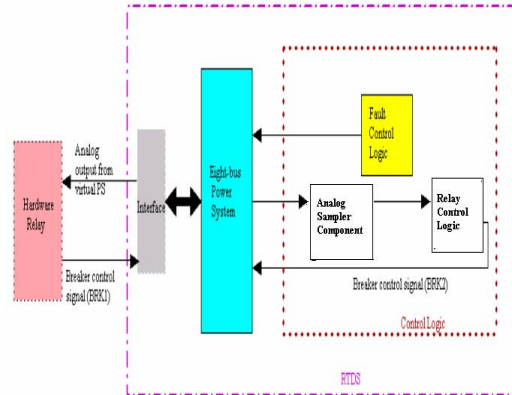 Hardware
Relay
Analog
output from
virtual PS
Breaker control
signal (BRK1)
Interface
Eight-bus
Power
System
Fault
Control
Logic
Analog
Sampler
Component
Relay
Control
Logic
Breaker control signal (BRK2)
Control Logic
RTDS